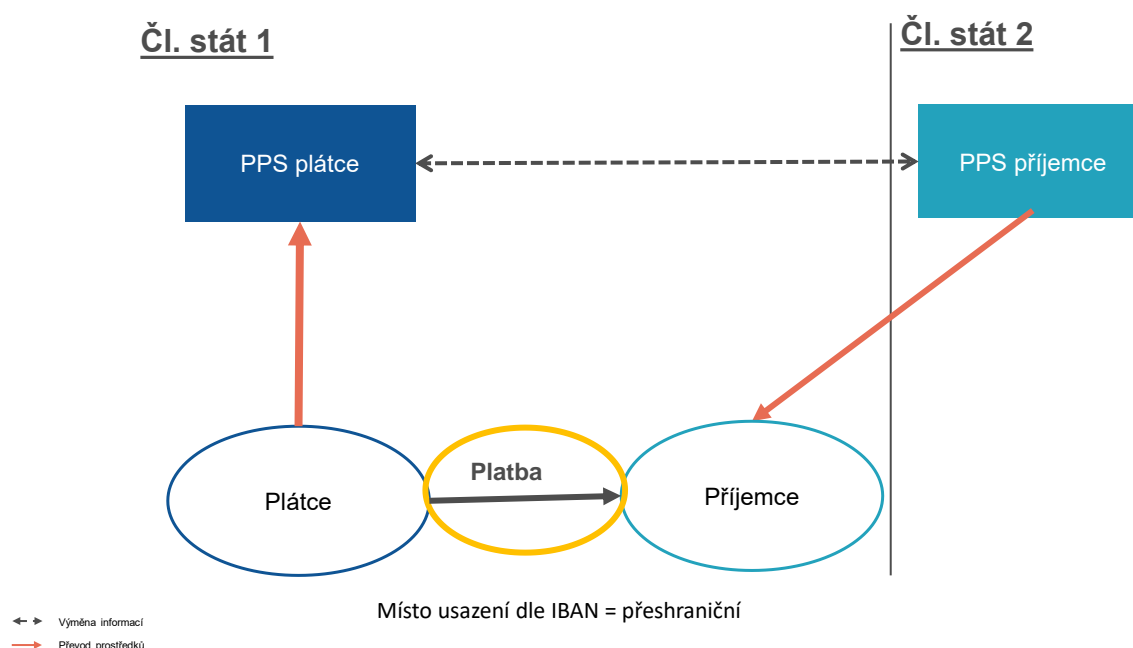 Čl. stát 1
Čl. stát 2
PPS plátce
PPS příjemce
Platba
Plátce
Příjemce
Místo usazení dle IBAN = přeshraniční
Výměna informací
Převod prostředků